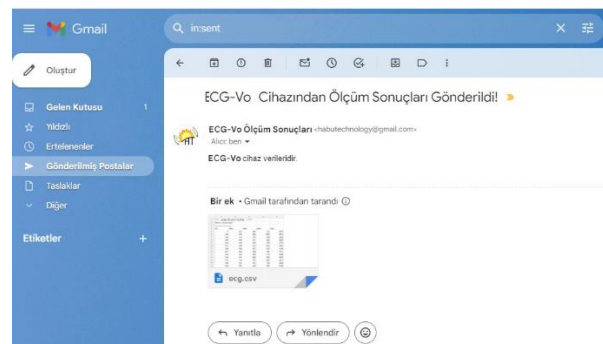 Gmail
in:sent
Oluştur
Gelen Kutusu 1
Yıldızlı
Ertelenenler
Gönderilmiş Postalar
Taslaklar
Diğer
Etiketler +
ECG-Vo Cihazından Ölçüm Sonuçları Gönderildi!
ECG-Vo Ölçüm Sonuçları <habutechnology@gmail.com>
Alıcı: ben
ECG-Vo cihaz verileridir.
Bir ek • Gmail tarafından tarandı
ecg.csv
Yanıtla
Yönlendir